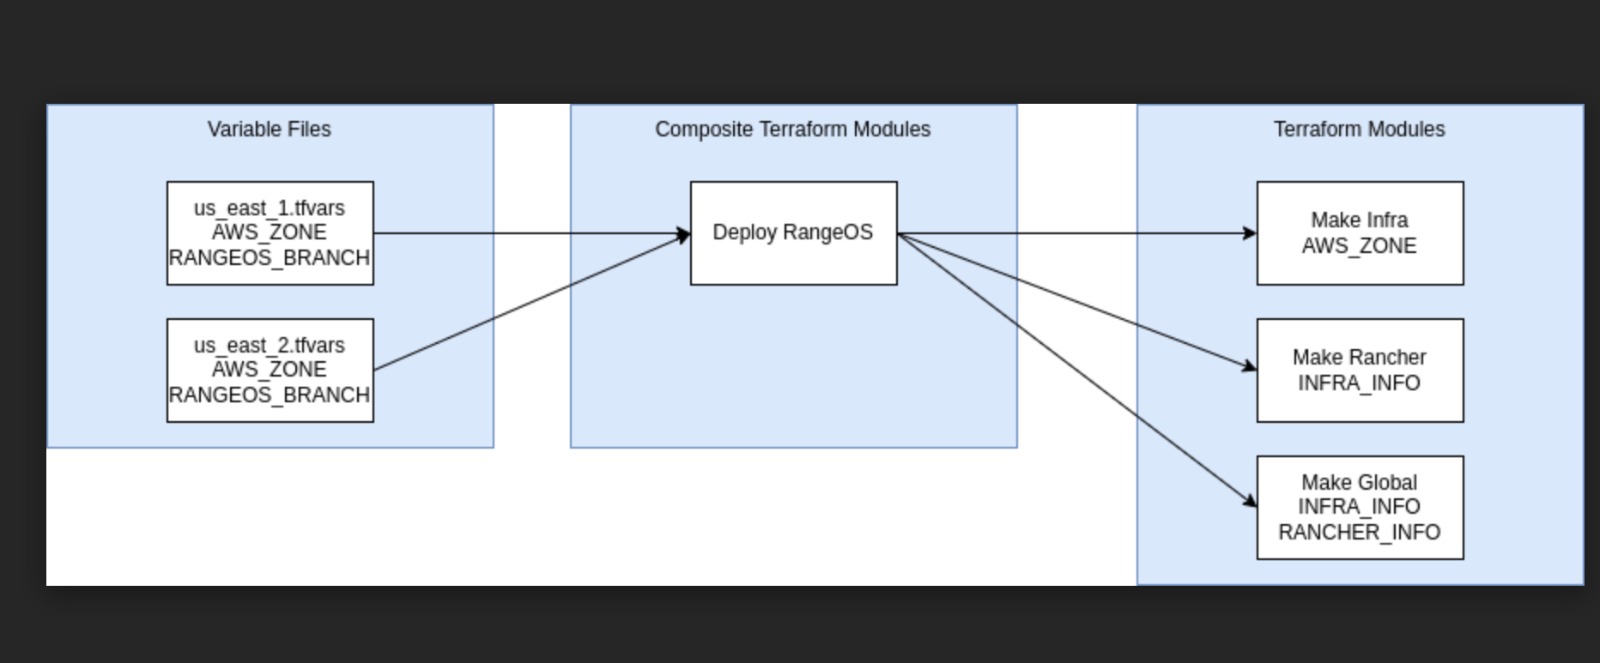 Variable Files
us_east_1.tfvars
AWS_ZONE
RANGEOS_BRANCH
us_east_2.tfvars
AWS_ZONE
RANGEOS_BRANCH
Composite Terraform Modules
Deploy RangeOS
Terraform Modules
Make Infra
AWS_ZONE
Make Rancher
INFRA_INFO
Make Global
INFRA_INFO
RANCHER_INFO